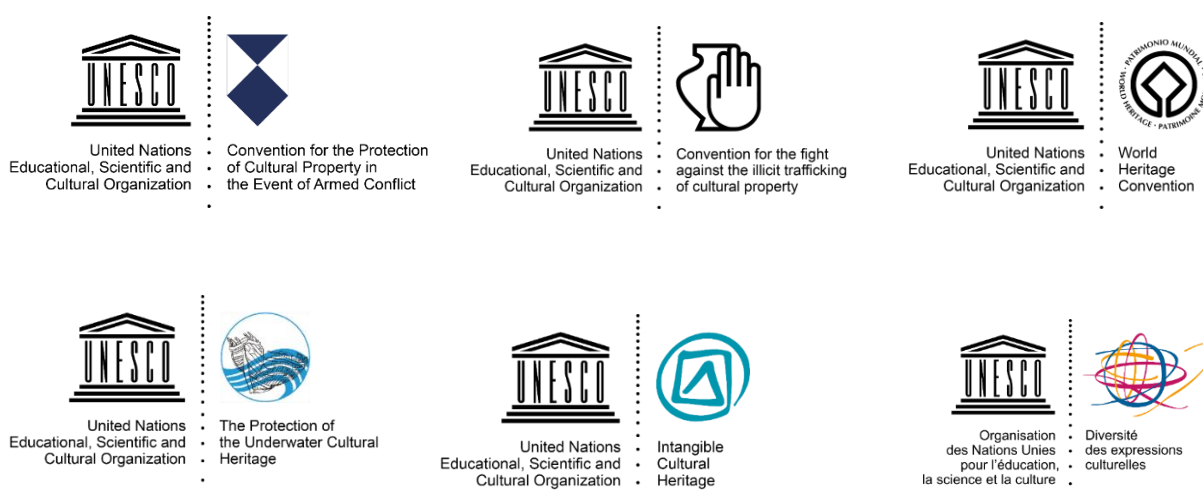 UNESCO
United Nations
Educational, Scientific and
Cultural Organization
Convention for the Protection
of Cultural Property in
the Event of Armed Conflict
UNESCO
United Nations
Educational, Scientific and
Cultural Organization
Convention for the fight
against the illicit trafficking
of cultural property
UNESCO
United Nations
Educational, Scientific and
Cultural Organization
PATRIMONIO MUNDIAL
WORLD HERITAGE
PATRIMOINE
World
Heritage
Convention
UNESCO
United Nations
Educational, Scientific and
Cultural Organization
The Protection of
the Underwater Cultural
Heritage
UNESCO
United Nations
Educational, Scientific and
Cultural Organization
Intangible
Cultural
Heritage
UNESCO
Organisation
des Nations Unies
pour l'éducation,
la science et la culture
Diversité
des expressions
culturelles